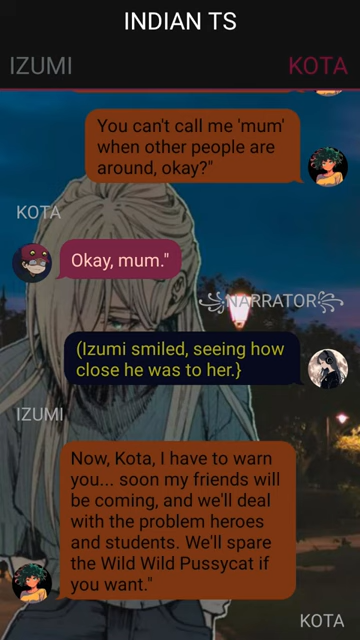 INDIAN TS
IZUMI
KOTA
You can't call me 'mum'
when other people are
around, okay?"
KOTA
Okay, mum."
꧁NARRATOR꧂
(Izumi smiled, seeing how
close he was to her.}
IZUMI
Now, Kota, I have to warn
you... soon my friends will
be coming, and we'll deal
with the problem heroes
and students. We'll spare
the Wild Wild Pussycat if
you want."
KOTA